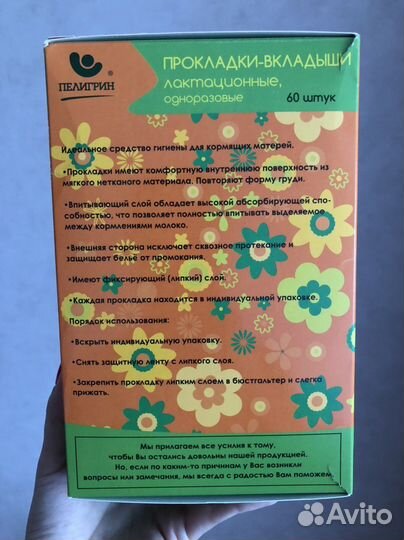 ПРОКЛАДКИ-ВКЛАДЫШИ
лактационные,
одноразовые
60 штук
ПЕЛИГРИН®
Идеальное средство гигиены для кормящих матерей.
•Прокладки имеют комфортную внутреннюю поверхность из
мягкого нетканого материала. Повторяют форму груди.
•Впитывающий слой обладает высокой абсорбирующей спо-
собностью, что позволяет полностью впитывать выделяемое
между кормлениями молоко.
•Внешняя сторона исключает сквозное протекание и
защищает бельё от промокания.
•Имеют фиксирующий (липкий) слой.
•Каждая прокладка находится в индивидуальной упаковке.
Порядок использования:
•Вскрыть индивидуальную упаковку.
•Снять защитную ленту с липкого слоя.
•Закрепить прокладку липким слоем в бюстгальтер и слегка
прижать.
Мы прилагаем все усилия к тому,
чтобы Вы остались довольны нашей продукцией.
Но, если по каким-то причинам у Вас возникли
вопросы или замечания, мы всегда с радостью Вам поможем
Avito